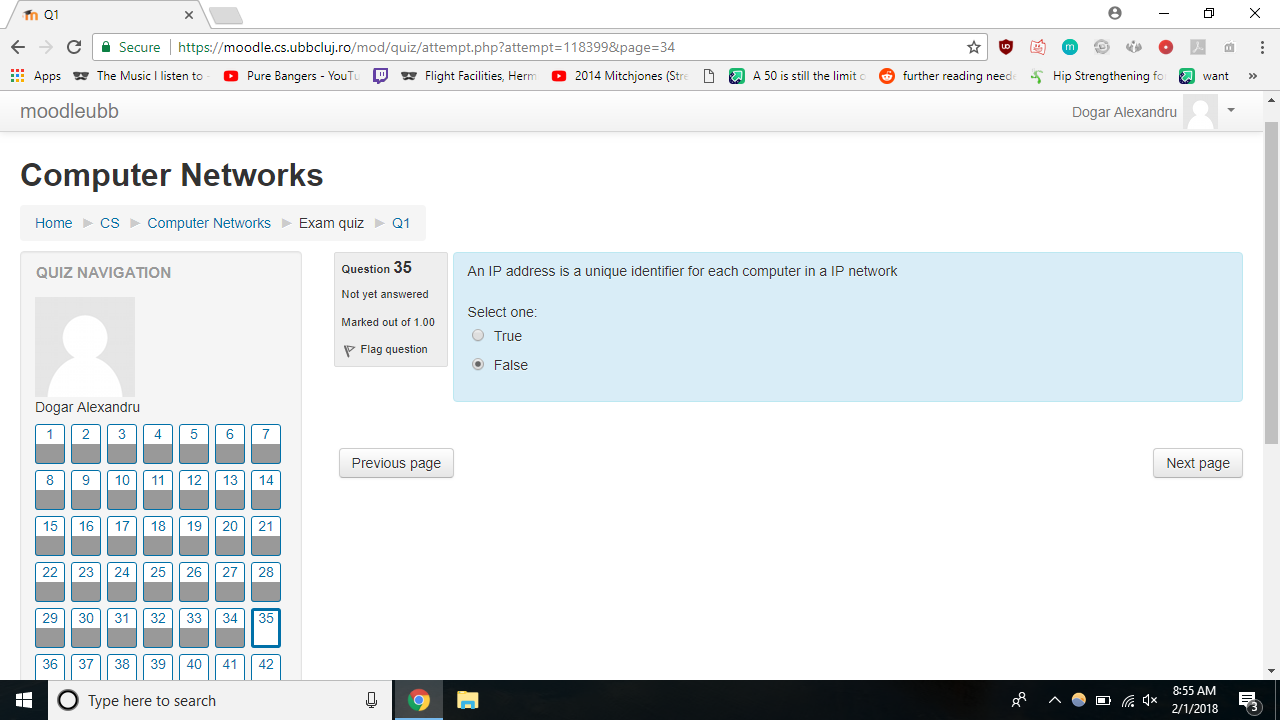 Q1
Secure
https://moodle.cs.ubbcluj.ro/mod/quiz/attempt.php?attempt=118399&page=34
Apps
The Music I listen to
Pure Bangers - YouTu
Flight Facilities, Herm
2014 Mitchjones (Stre
A 50 is still the limit o
further reading neede
Hip Strengthening fo
want
»
moodleubb
Dogar Alexandru
Computer Networks
Home ► CS ► Computer Networks ► Exam quiz ► Q1
QUIZ NAVIGATION
Dogar Alexandru
1 2 3 4 5 6 7
8 9 10 11 12 13 14
15 16 17 18 19 20 21
22 23 24 25 26 27 28
29 30 31 32 33 34 35
36 37 38 39 40 41 42
Question 35
Not yet answered
Marked out of 1.00
Flag question
An IP address is a unique identifier for each computer in a IP network
Select one:
True
False
Previous page
Next page
Type here to search
8:55 AM
2/1/2018
3